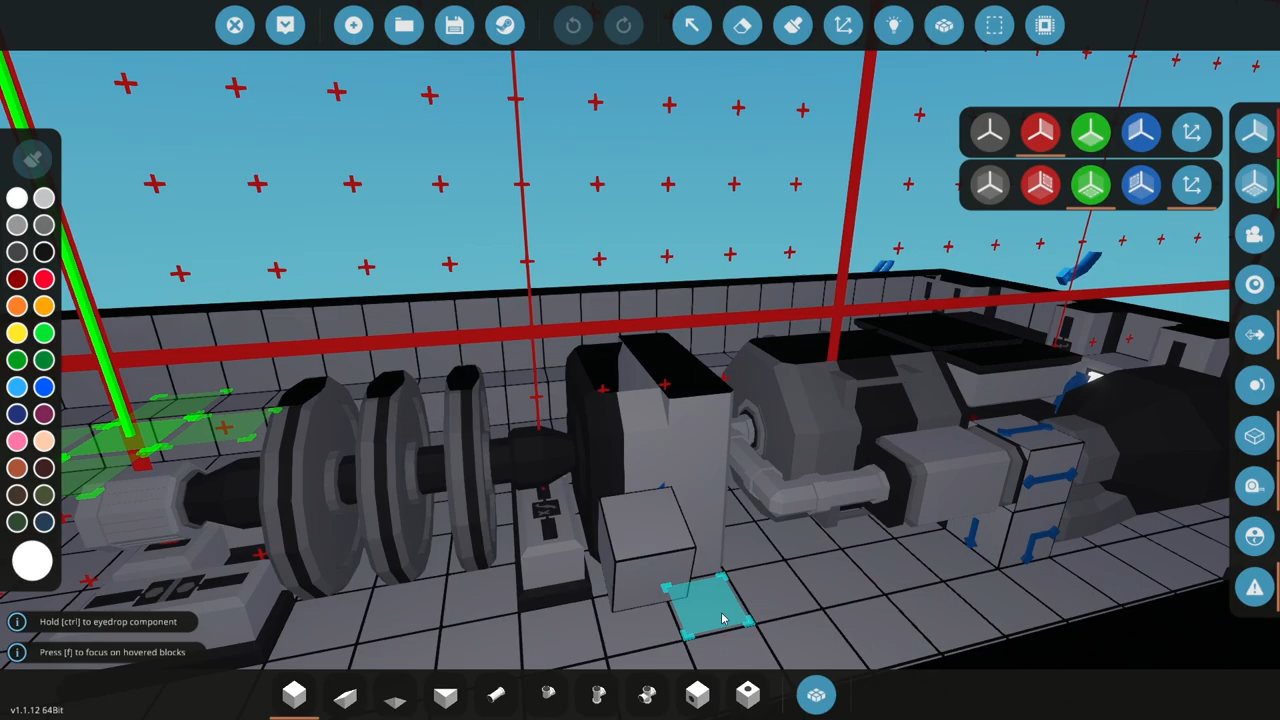 Hold [ctrl] to eyedrop component
Press [f] to focus on hovered blocks
v1.1.12 64Bit